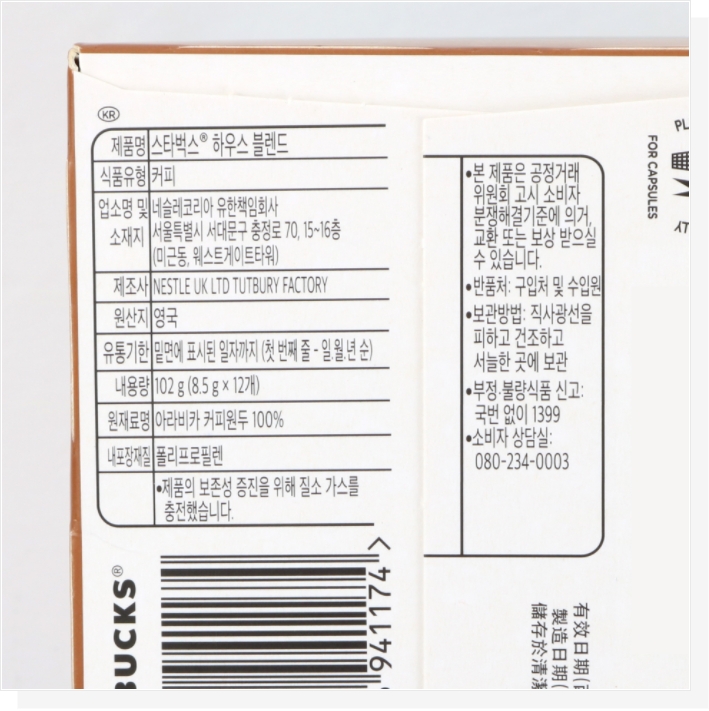 KR
제품명 스타벅스® 하우스 블렌드
식품유형 커피
업소명 및 네슬레코리아 유한책임회사
소재지 서울특별시 서대문구 충정로 70, 15~16층
(미근동, 웨스트게이트타워)
제조사 NESTLE UK LTD TUTBURY FACTORY
원산지 영국
유통기한 밑면에 표시된 일자까지 (첫 번째 줄 - 일.월.년 순)
내용량 102 g (8.5 g × 12개)
원재료명 아라비카 커피원두 100%
내포장재질 폴리프로필렌
•제품의 보존성 증진을 위해 질소 가스를
충전했습니다.
•본 제품은 공정거래
위원회 고시 소비자
분쟁해결기준에 의거,
교환 또는 보상 받으실
수 있습니다.
•반품처: 구입처 및 수입원
•보관방법: 직사광선을
피하고 건조하고
서늘한 곳에 보관
•부정·불량식품 신고:
국번 없이 1399
•소비자 상담실:
080-234-0003
PL
FOR CAPSULES
BUCKS®
有效日期(
製造日期(
儲存於清潔